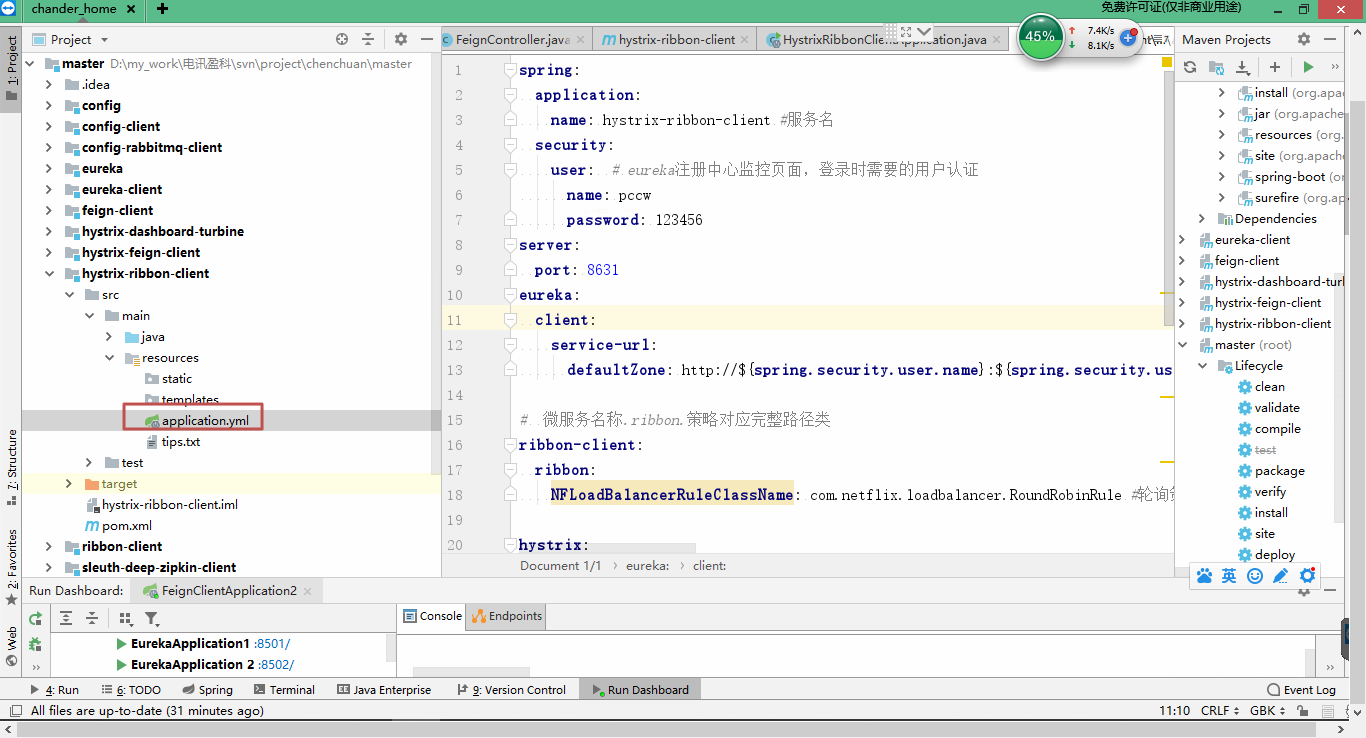 chander_home
免费许可证(仅非商业用途)
1: Project
Project
FeignController.java
hystrix-ribbon-client
HystrixRibbonClientApplication.java
45%
7.4K/s
8.1K/s
Maven Projects
master D:\my_work\电讯盈科\svn\project\chenchuan\master
.idea
config
config-client
config-rabbitmq-client
eureka
eureka-client
feign-client
hystrix-dashboard-turbine
hystrix-feign-client
hystrix-ribbon-client
src
main
java
resources
static
templates
application.yml
tips.txt
test
target
hystrix-ribbon-client.iml
pom.xml
ribbon-client
sleuth-deep-zipkin-client
1 spring:
2 application:
3 name: hystrix-ribbon-client #服务名
4 security:
5 user: # eureka注册中心监控页面，登录时需要的用户认证
6 name: pccw
7 password: 123456
8 server:
9 port: 8631
10 eureka:
11 client:
12 service-url:
13 defaultZone: http://${spring.security.user.name}:${spring.security.us
14
15 # 微服务名称.ribbon.策略对应完整路径类
16 ribbon-client:
17 ribbon:
18 NFLoadBalancerRuleClassName: com.netflix.loadbalancer.RoundRobinRule #轮询
19
20 hystrix:
Document 1/1 › eureka: › client:
install (org.apac
jar (org.apache
resources (org.
site (org.apach
spring-boot (or
surefire (org.ap
Dependencies
eureka-client
feign-client
hystrix-dashboard-turl
hystrix-feign-client
hystrix-ribbon-client
master (root)
Lifecycle
clean
validate
compile
test
package
verify
install
site
deploy
英
Z: Structure
2: Favorites
Web
Run Dashboard:
FeignClientApplication2
Console
Endpoints
EurekaApplication1 :8501/
EurekaApplication 2 :8502/
4: Run
6: TODO
Spring
Terminal
Java Enterprise
9: Version Control
Run Dashboard
Event Log
All files are up-to-date (31 minutes ago)
11:10
CRLF
GBK